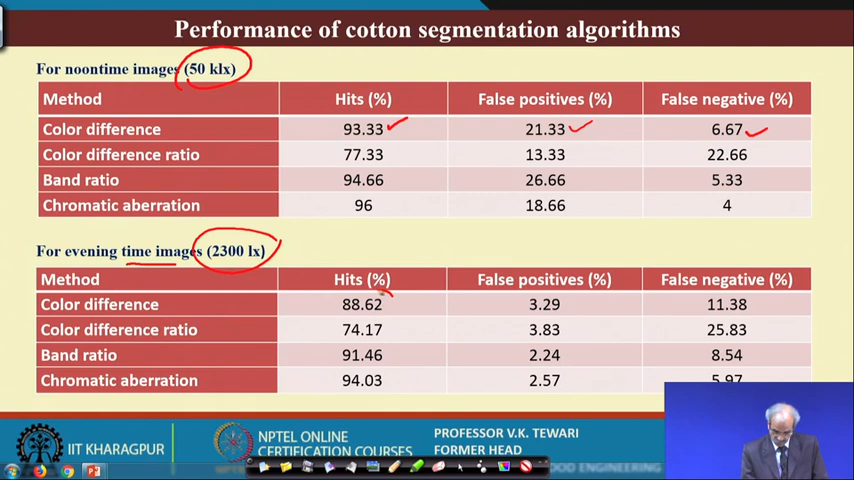 Performance of cotton segmentation algorithms
For noontime images (50 klx)
Method Hits (%) False positives (%) False negative (%)
Color difference 93.33 21.33 6.67
Color difference ratio 77.33 13.33 22.66
Band ratio 94.66 26.66 5.33
Chromatic aberration 96 18.66 4
For evening time images (2300 lx)
Method Hits (%) False positives (%) False negative (%)
Color difference 88.62 3.29 11.38
Color difference ratio 74.17 3.83 25.83
Band ratio 91.46 2.24 8.54
Chromatic aberration 94.03 2.57 5.97
IIT KHARAGPUR
NPTEL ONLINE
CERTIFICATION COURSES
PROFESSOR V.K. TEWARI
FORMER HEAD
FOOD ENGINEERING